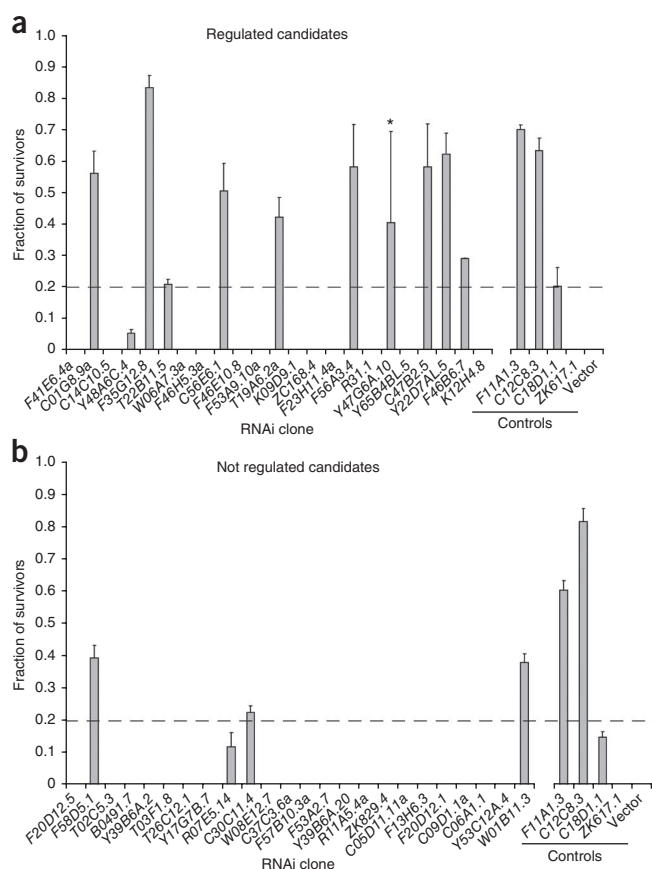 a
Regulated candidates
Fraction of survivors
1.0
0.9
0.8
0.7
0.6
0.5
0.4
0.3
0.2
0.1
0
*
F41E6.4a
C01G8.9a
C14C10.5
Y48A6C.4
F35G12.8
T22B11.5
W06A7.3a
F46H5.3a
C56E6.1
F46E10.8
F53A9.10a
T19A6.2a
K09D9.1
ZC168.4
F23H11.4a
F56A3.4
R31.1
Y47G6A.10
Y65B4BL.5
C47B2.5
Y22D7AL.5
F46B6.7
K12H4.8
F11A1.3
C12C8.3
C18D1.1
ZK617.1
Vector
RNAi clone
Controls
b
Not regulated candidates
Fraction of survivors
1.0
0.9
0.8
0.7
0.6
0.5
0.4
0.3
0.2
0.1
0
F20D12.5
F58D5.1
T02C5.3
B0491.7
Y39B6A.2
T03F1.8
T26C12.1
Y17G7B.7
R07E5.14
C30C11.4
W08E12.7
C37C3.6a
F57B10.3a
F53A2.7
Y39B6A.20
R11A5.4a
ZK829.4
C05D11.11a
F13H6.3
F20D12.1
C09D1.1a
C06A1.1
Y53C12A.4
W01B11.3
F11A1.3
C12C8.3
C18D1.1
ZK617.1
Vector
RNAi clone
Controls